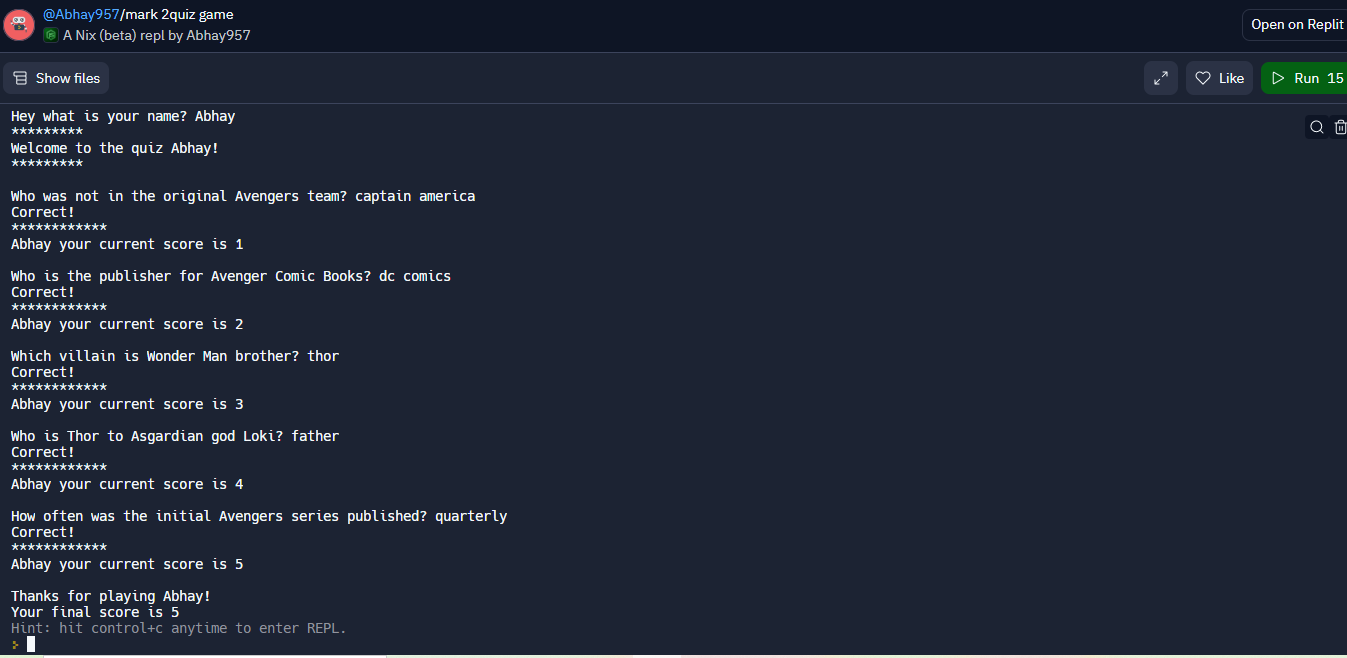 @Abhay957/mark 2quiz game
A Nix (beta) repl by Abhay957
Open on Replit
Show files
Like
Run 15
Hey what is your name? Abhay
*********
Welcome to the quiz Abhay!
*********
Who was not in the original Avengers team? captain america
Correct!
************
Abhay your current score is 1
Who is the publisher for Avenger Comic Books? dc comics
Correct!
************
Abhay your current score is 2
Which villain is Wonder Man brother? thor
Correct!
************
Abhay your current score is 3
Who is Thor to Asgardian god Loki? father
Correct!
************
Abhay your current score is 4
How often was the initial Avengers series published? quarterly
Correct!
************
Abhay your current score is 5
Thanks for playing Abhay!
Your final score is 5
Hint: hit control+c anytime to enter REPL.